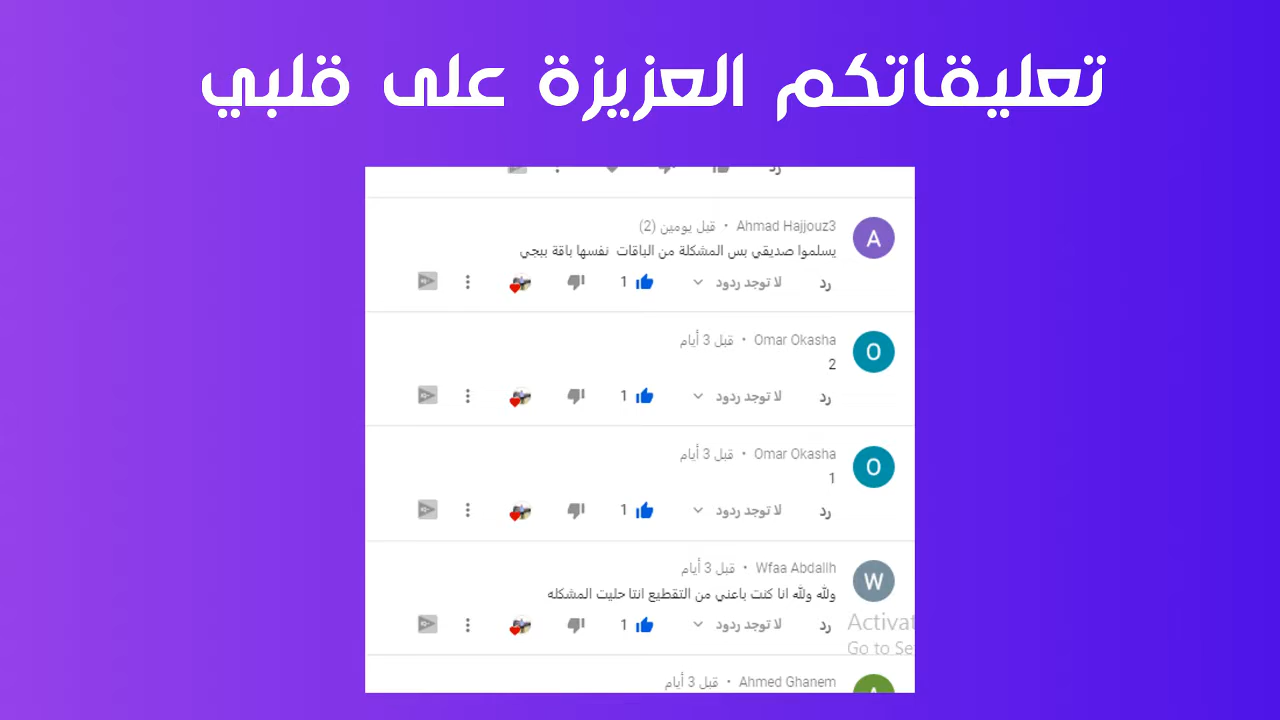 تعليقاتكم العزيزة على قلبي
رد
Ahmad Hajjouz3 • قبل يومين (2)
يسلموا صديقي بس المشكلة من الباقات نفسها باقة ببجي
رد لا توجد ردود 1
Omar Okasha • قبل 3 أيام
2
رد لا توجد ردود 1
Omar Okasha • قبل 3 أيام
1
رد لا توجد ردود 1
Wfaa Abdallh • قبل 3 أيام
ولله ولله انا كنت ياعني من التقطيع انتا حليت المشكله
رد لا توجد ردود 1
Activat
Go to Se
Ahmed Ghanem • قبل 3 أيام
A
O
O
W
A